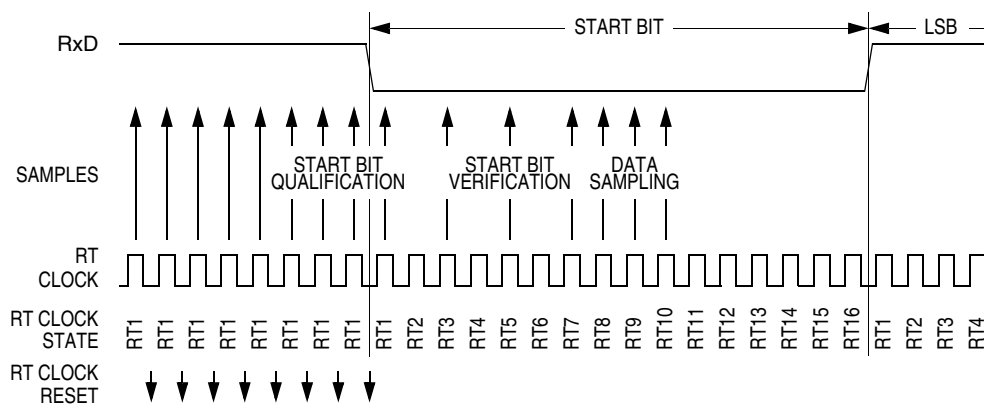 START BIT
LSB
RxD
SAMPLES
START BIT
QUALIFICATION
START BIT
VERIFICATION
DATA
SAMPLING
RT
CLOCK
RT CLOCK
STATE
RT1 RT1 RT1 RT1 RT1 RT1 RT1 RT1 RT1 RT2 RT3 RT4 RT5 RT6 RT7 RT8 RT9 RT10 RT11 RT12 RT13 RT14 RT15 RT16 RT1 RT2 RT3 RT4
RT CLOCK
RESET